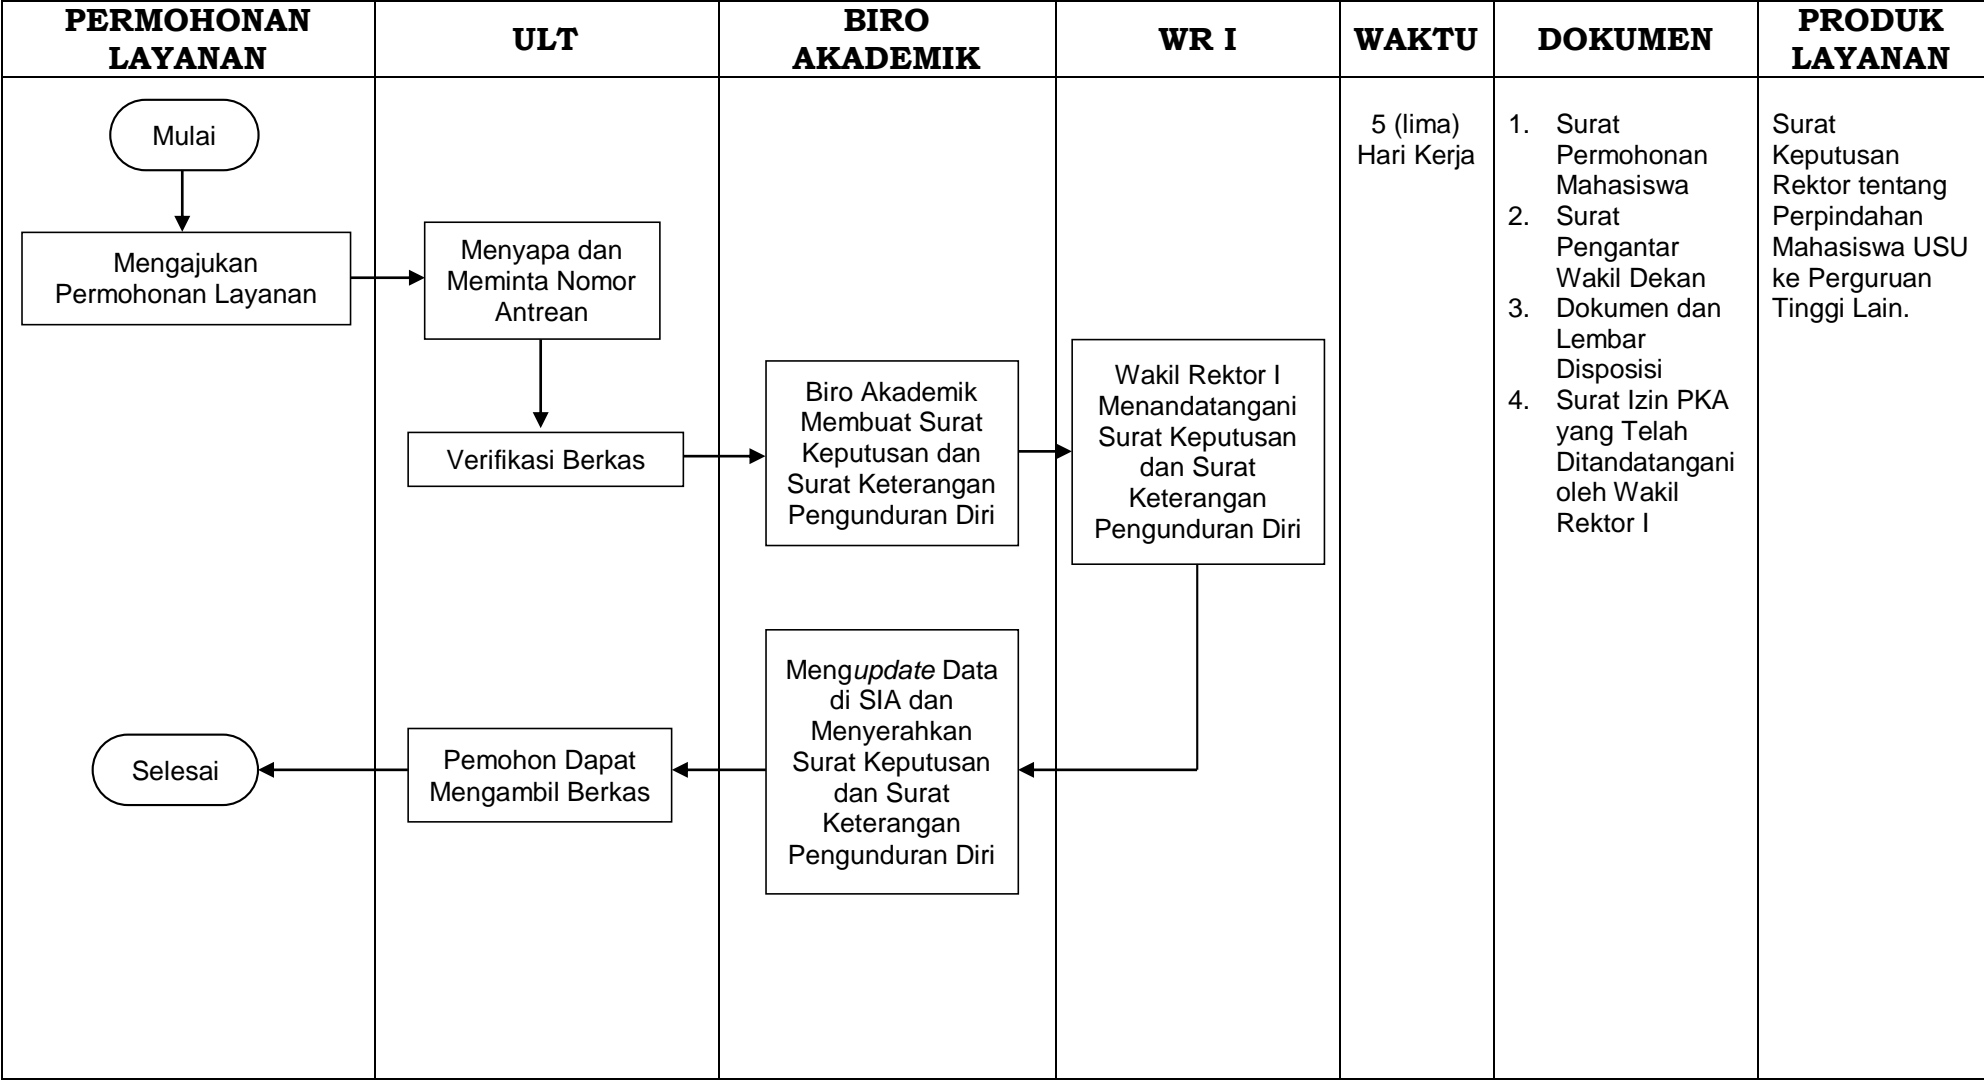 PERMOHONAN
LAYANAN
ULT
BIRO
AKADEMIK
WR I
WAKTU
DOKUMEN
PRODUK
LAYANAN
Mulai
Mengajukan
Permohonan Layanan
Menyapa dan
Meminta Nomor
Antrean
Verifikasi Berkas
Biro Akademik
Membuat Surat
Keputusan dan
Surat Keterangan
Pengunduran Diri
Wakil Rektor I
Menandatangani
Surat Keputusan
dan Surat
Keterangan
Pengunduran Diri
Mengupdate Data
di SIA dan
Menyerahkan
Surat Keputusan
dan Surat
Keterangan
Pengunduran Diri
Pemohon Dapat
Mengambil Berkas
Selesai
5 (lima)
Hari Kerja
1. Surat
Permohonan
Mahasiswa
2. Surat
Pengantar
Wakil Dekan
3. Dokumen dan
Lembar
Disposisi
4. Surat Izin PKA
yang Telah
Ditandatangani
oleh Wakil
Rektor I
Surat
Keputusan
Rektor tentang
Perpindahan
Mahasiswa USU
ke Perguruan
Tinggi Lain.